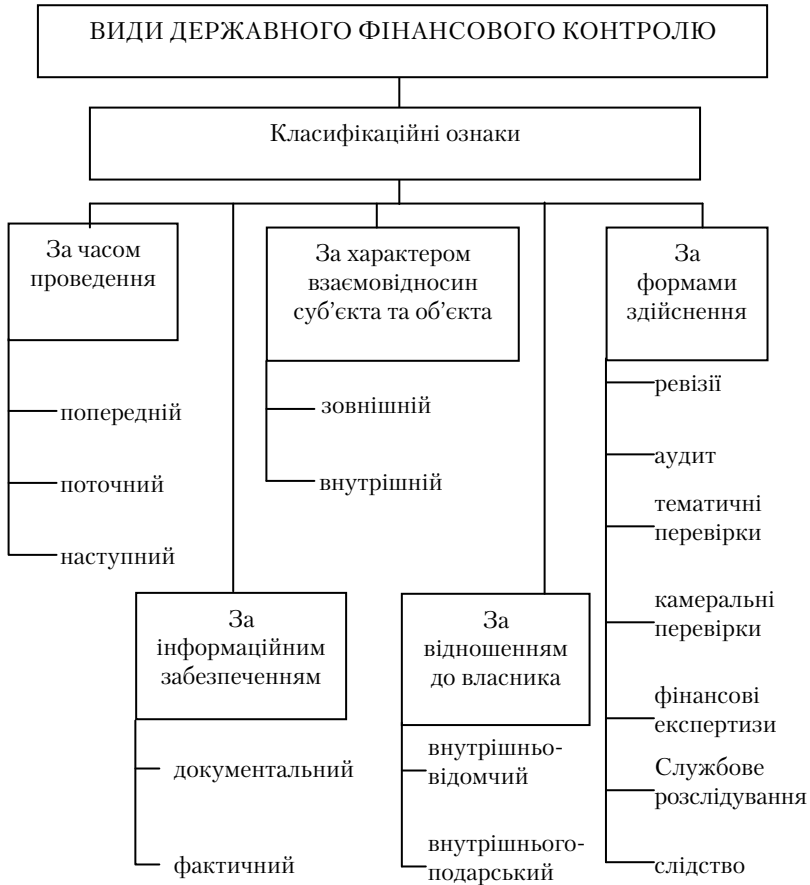 ВИДИ ДЕРЖАВНОГО ФІНАНСОВОГО КОНТРОЛЮ
Класифікаційні ознаки
За часом
проведення
попередній
поточний
наступний
За характером
взаємовідносин
суб’єкта та об’єкта
зовнішній
внутрішній
За
формами
здійснення
ревізії
аудит
тематичні
перевірки
камеральні
перевірки
фінансові
експертизи
Службове
розслідування
слідство
За
інформаційним
забезпеченням
документальний
фактичний
За
відношенням
до власника
внутрішньо-
відомчий
внутрішнього-
подарський